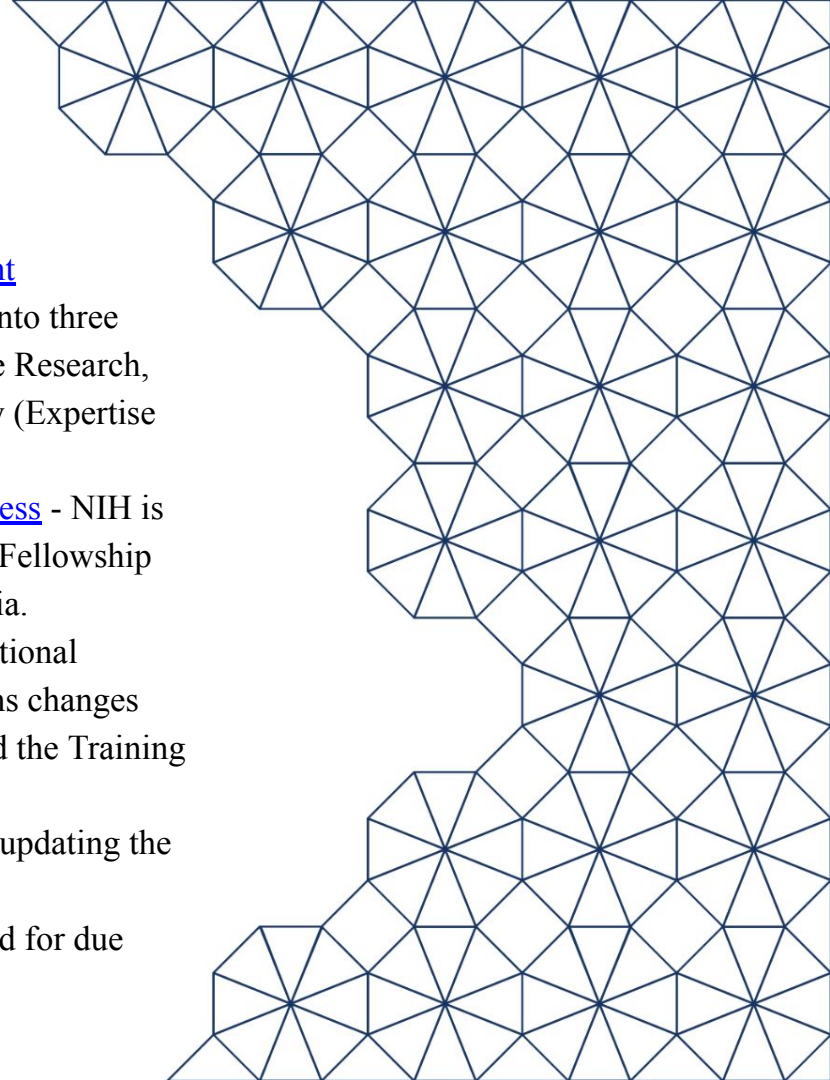 nt
nto three
e Research,
y (Expertise
ess - NIH is
Fellowship
ia.
tional
ns changes
d the Training
updating the
d for due